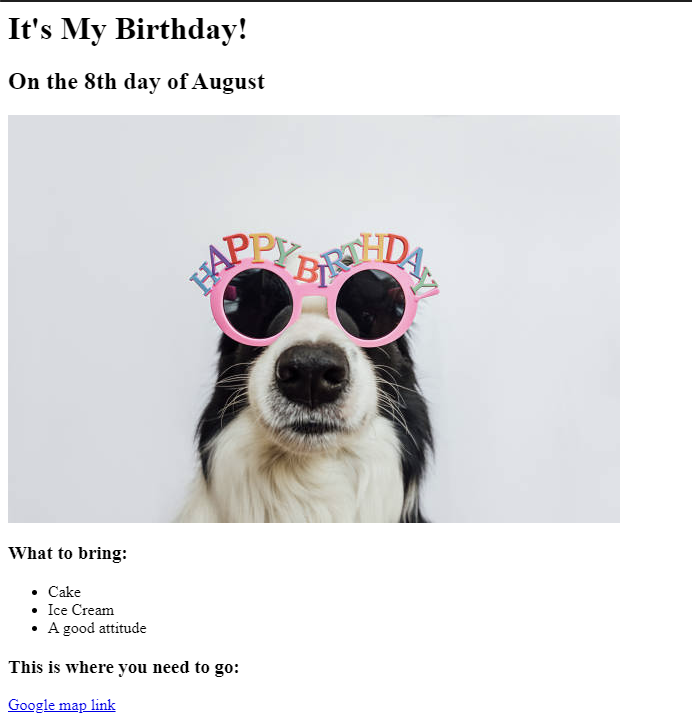 It's My Birthday!
On the 8th day of August
HAPPY BIRTHDAY
What to bring:
Cake
Ice Cream
A good attitude
This is where you need to go:
Google map link